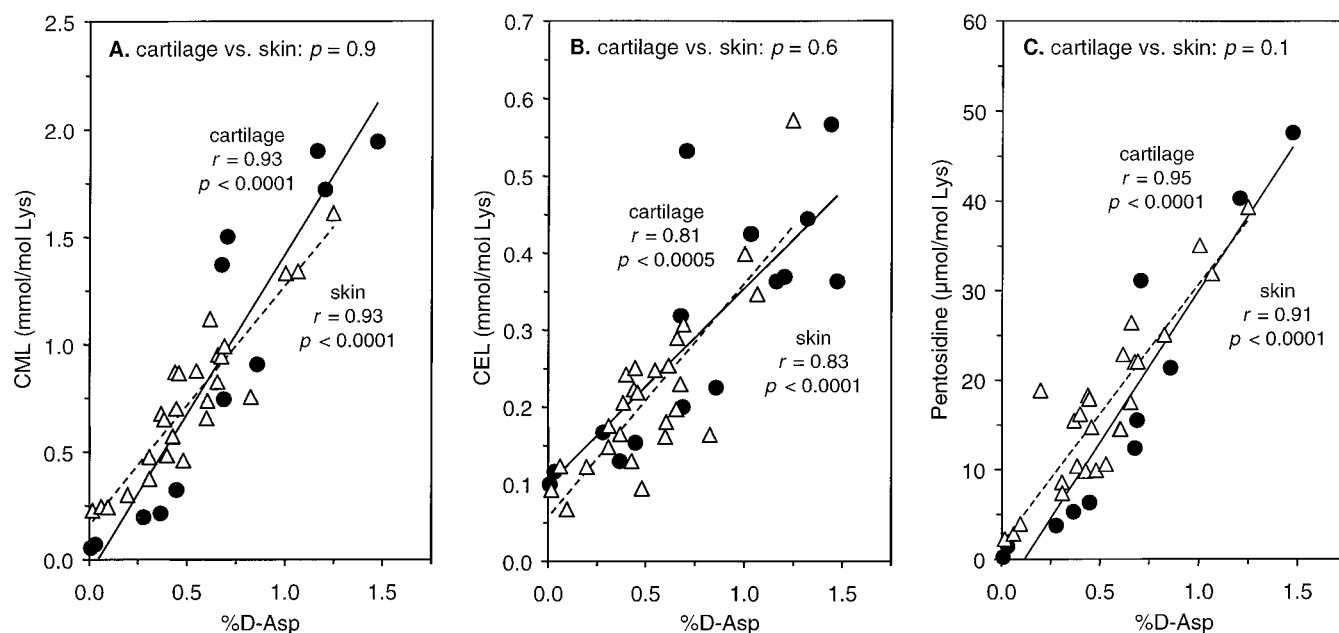 A. cartilage vs. skin: p = 0.9
cartilage
r = 0.93
p < 0.0001
skin
r = 0.93
p < 0.0001
CML (mmol/mol Lys)
2.5
2.0
1.5
1.0
0.5
0.0
0.0 0.5 1.0 1.5
%D-Asp
B. cartilage vs. skin: p = 0.6
cartilage
r = 0.81
p < 0.0005
skin
r = 0.83
p < 0.0001
CEL (mmol/mol Lys)
0.7
0.6
0.5
0.4
0.3
0.2
0.1
0.0
0.0 0.5 1.0 1.5
%D-Asp
C. cartilage vs. skin: p = 0.1
cartilage
r = 0.95
p < 0.0001
skin
r = 0.91
p < 0.0001
Pentosidine (µmol/mol Lys)
60
50
40
30
20
10
0
0.0 0.5 1.0 1.5
%D-Asp